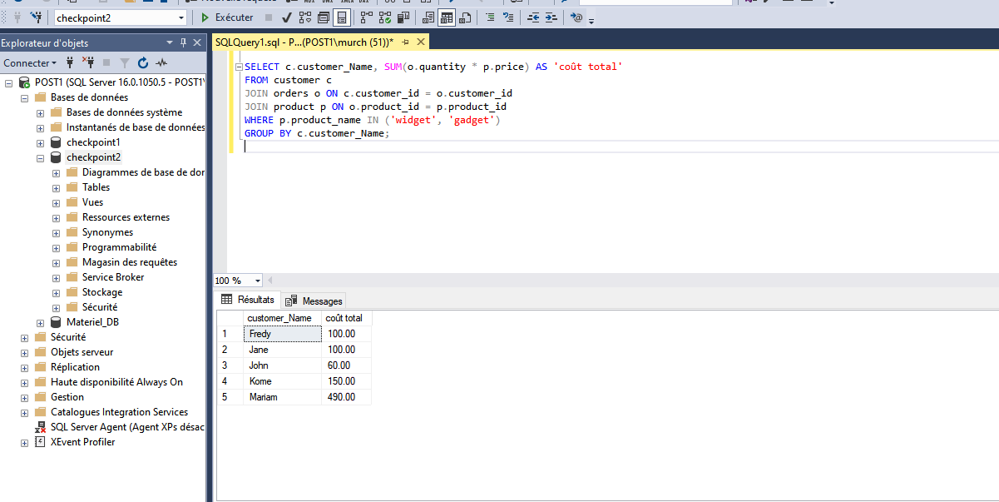 checkpoint2
Exécuter
Explorateur d'objets
SQLQuery1.sql - P...(POST1\murch (51))*
Connecter
POST1 (SQL Server 16.0.1050.5 - POST1\
Bases de données
Bases de données système
Instantanés de base de données
checkpoint1
checkpoint2
Diagrammes de base de dor
Tables
Vues
Ressources externes
Synonymes
Programmabilité
Magasin des requêtes
Service Broker
Stockage
Sécurité
Materiel_DB
Sécurité
Objets serveur
Réplication
Haute disponibilité Always On
Gestion
Catalogues Integration Services
SQL Server Agent (Agent XPs désac
XEvent Profiler
SELECT c.customer_Name, SUM(o.quantity * p.price) AS 'coût total'
FROM customer c
JOIN orders o ON c.customer_id = o.customer_id
JOIN product p ON o.product_id = p.product_id
WHERE p.product_name IN ('widget', 'gadget')
GROUP BY c.customer_Name;
100 %
Résultats Messages
customer_Name coût total
1 Fredy 100.00
2 Jane 100.00
3 John 60.00
4 Kome 150.00
5 Mariam 490.00